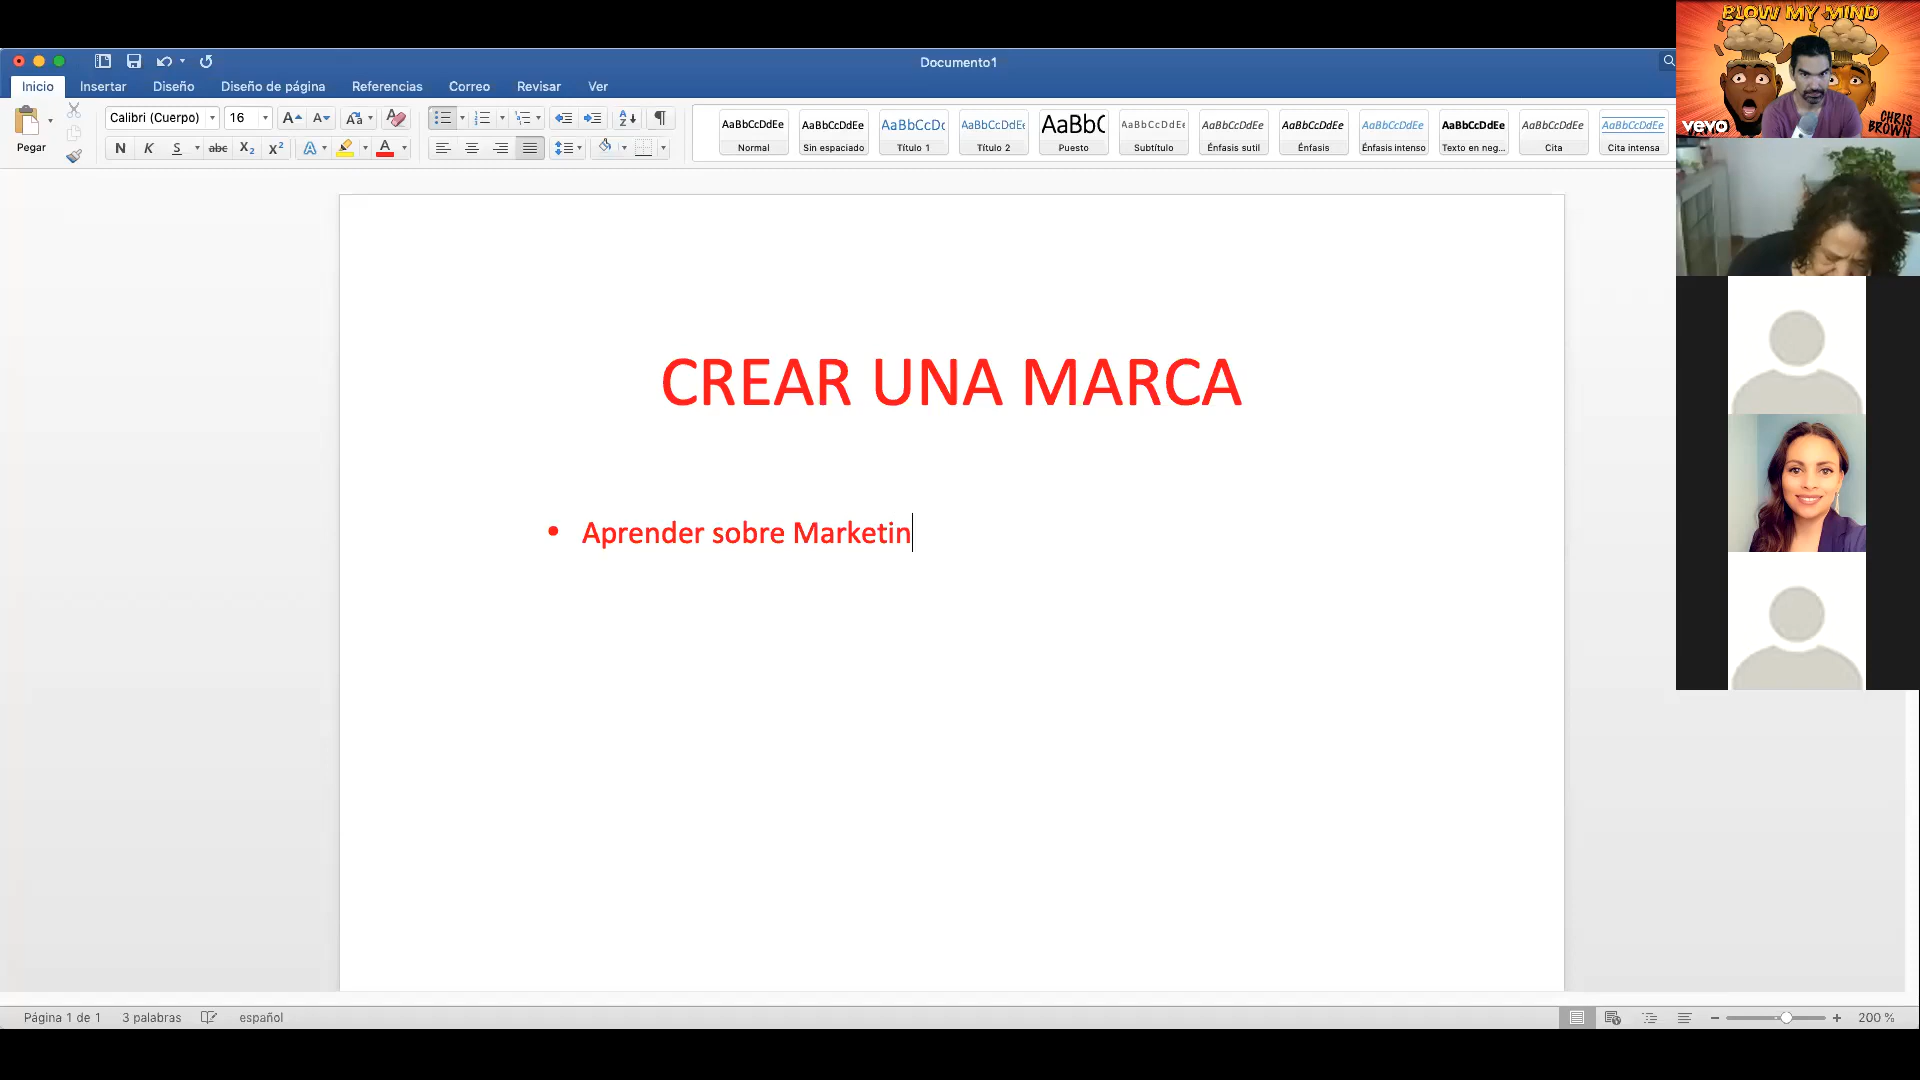 Documento1
Inicio Insertar Diseño Diseño de página Referencias Correo Revisar Ver
Pegar
Calibri (Cuerpo) 16
N K S abc X₂ X²
AaBbCcDdEe AaBbCcDdEe AaBbCcDc AaBbCcDdE AaBbC AaBbCcDdEe AaBbCcDdEe AaBbCcDdEe AaBbCcDdEe AaBbCcDdEe AaBbCcDdEe AaBbCcDdEe
Normal Sin espaciado Título 1 Título 2 Puesto Subtítulo Énfasis sutil Énfasis Énfasis intenso Texto en neg... Cita Cita intensa
BLOW MY MIND
vevo
CHRIS
BROWN
CREAR UNA MARCA
• Aprender sobre Marketin
Página 1 de 1 3 palabras español 200 %